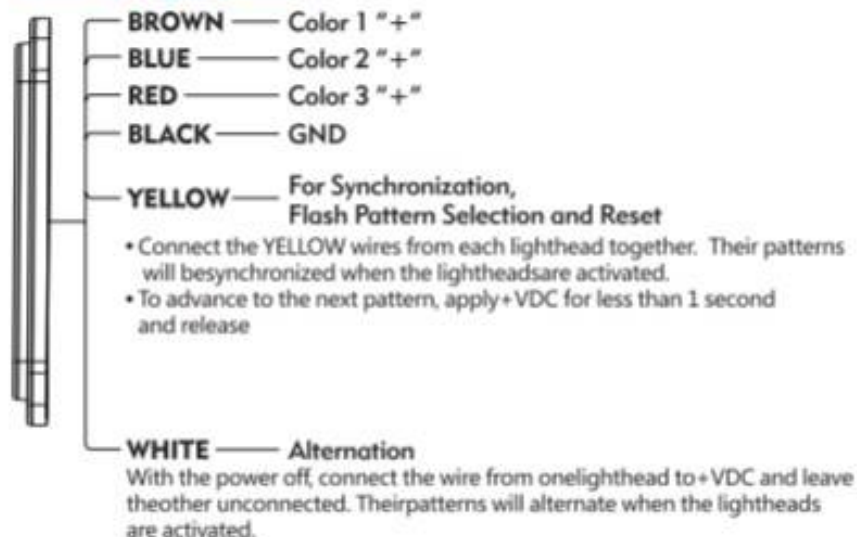 BROWN Color 1 "+"
BLUE Color 2 "+"
RED Color 3 "+"
BLACK GND
YELLOW For Synchronization,
Flash Pattern Selection and Reset
• Connect the YELLOW wires from each lighthead together. Their patterns
will besynchronized when the lightheadsare activated.
• To advance to the next pattern, apply+VDC for less than 1 second
and release
WHITE Alternation
With the power off, connect the wire from onelighthead to+VDC and leave
theother unconnected. Theirpatterns will alternate when the lightheads
are activated.